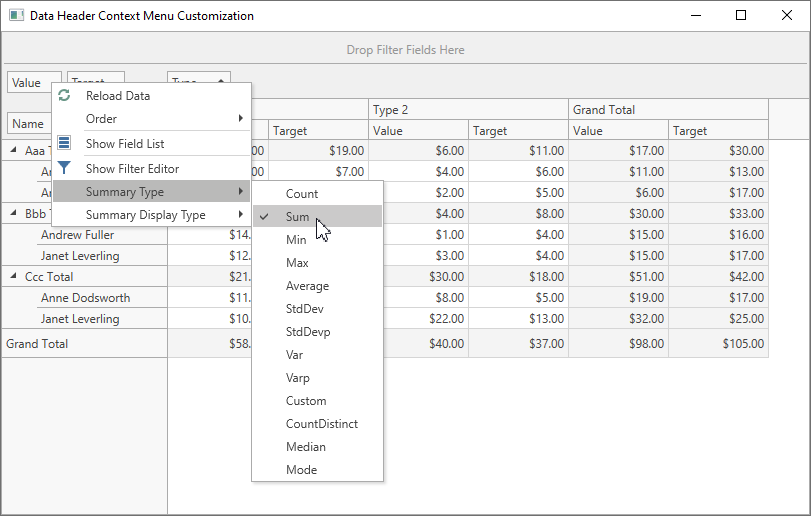 Data Header Context Menu Customization
Drop Filter Fields Here
Value Target Type
Reload Data
Type 2 Grand Total
Order
Name Target Value Target Value Target
Show Field List
Aaa 00 $19.00 $6.00 $11.00 $17.00 $30.00
Show Filter Editor
An $7.00 $4.00 $6.00 $11.00 $13.00
Summary Type
An $2.00 $5.00 $6.00 $17.00
Count
Summary Display Type
Sum
Bbb $4.00 $8.00 $30.00 $33.00
Andrew Fuller $14. $1.00 $4.00 $15.00 $16.00
Min
Janet Leverling $12. $3.00 $4.00 $15.00 $17.00
Max
Ccc Total $21. $30.00 $18.00 $51.00 $42.00
Average
Anne Dodsworth $11. $8.00 $5.00 $19.00 $17.00
StdDev
Janet Leverling $10. $22.00 $13.00 $32.00 $25.00
StdDevp
Grand Total $58. $40.00 $37.00 $98.00 $105.00
Var
Varp
Custom
CountDistinct
Median
Mode